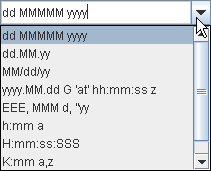 dd MMMMM yyyy
dd MMMMM yyyy
dd.MM.yy
MM/dd/yy
yyyy.MM.dd G 'at' hh:mm:ss z
EEE, MMM d, ''yy
h:mm a
H:mm:ss:SSS
K:mm a,z